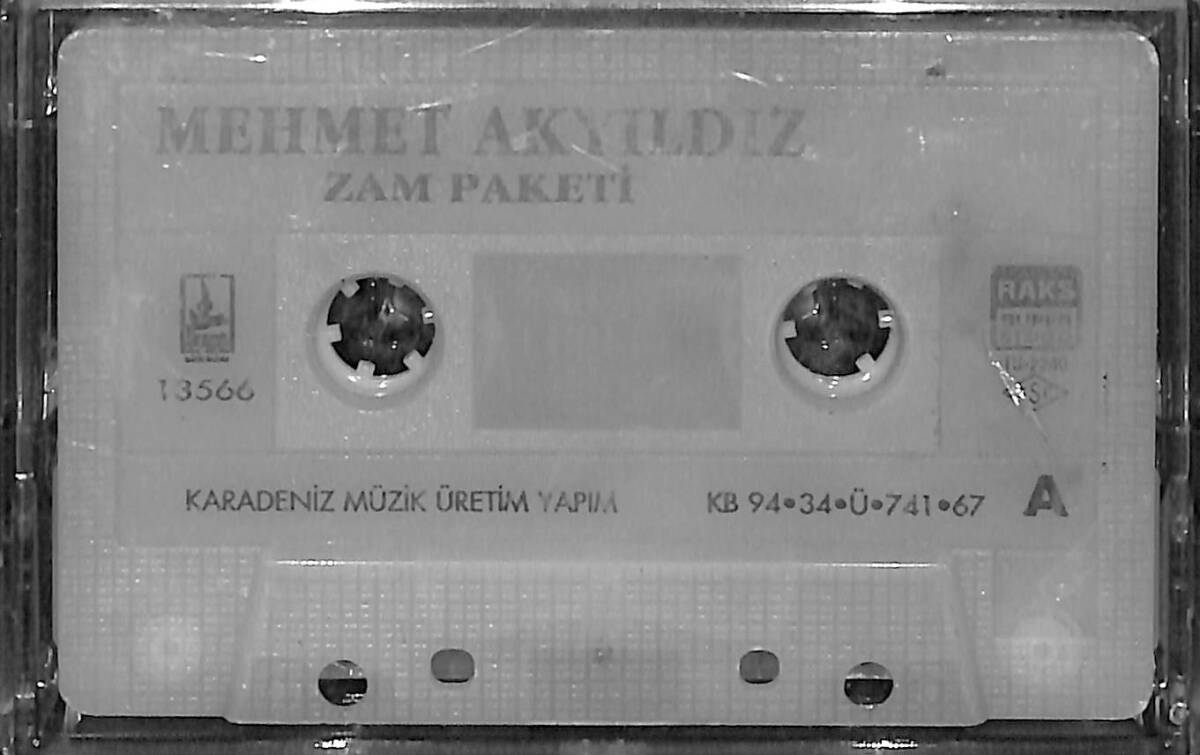 MEHMET AKYILDIZ
ZAM PAKETİ
RAKS
13566
KARADENİZ MÜZİK ÜRETİM YAPIM
KB 94•34•Ü•741•67
A